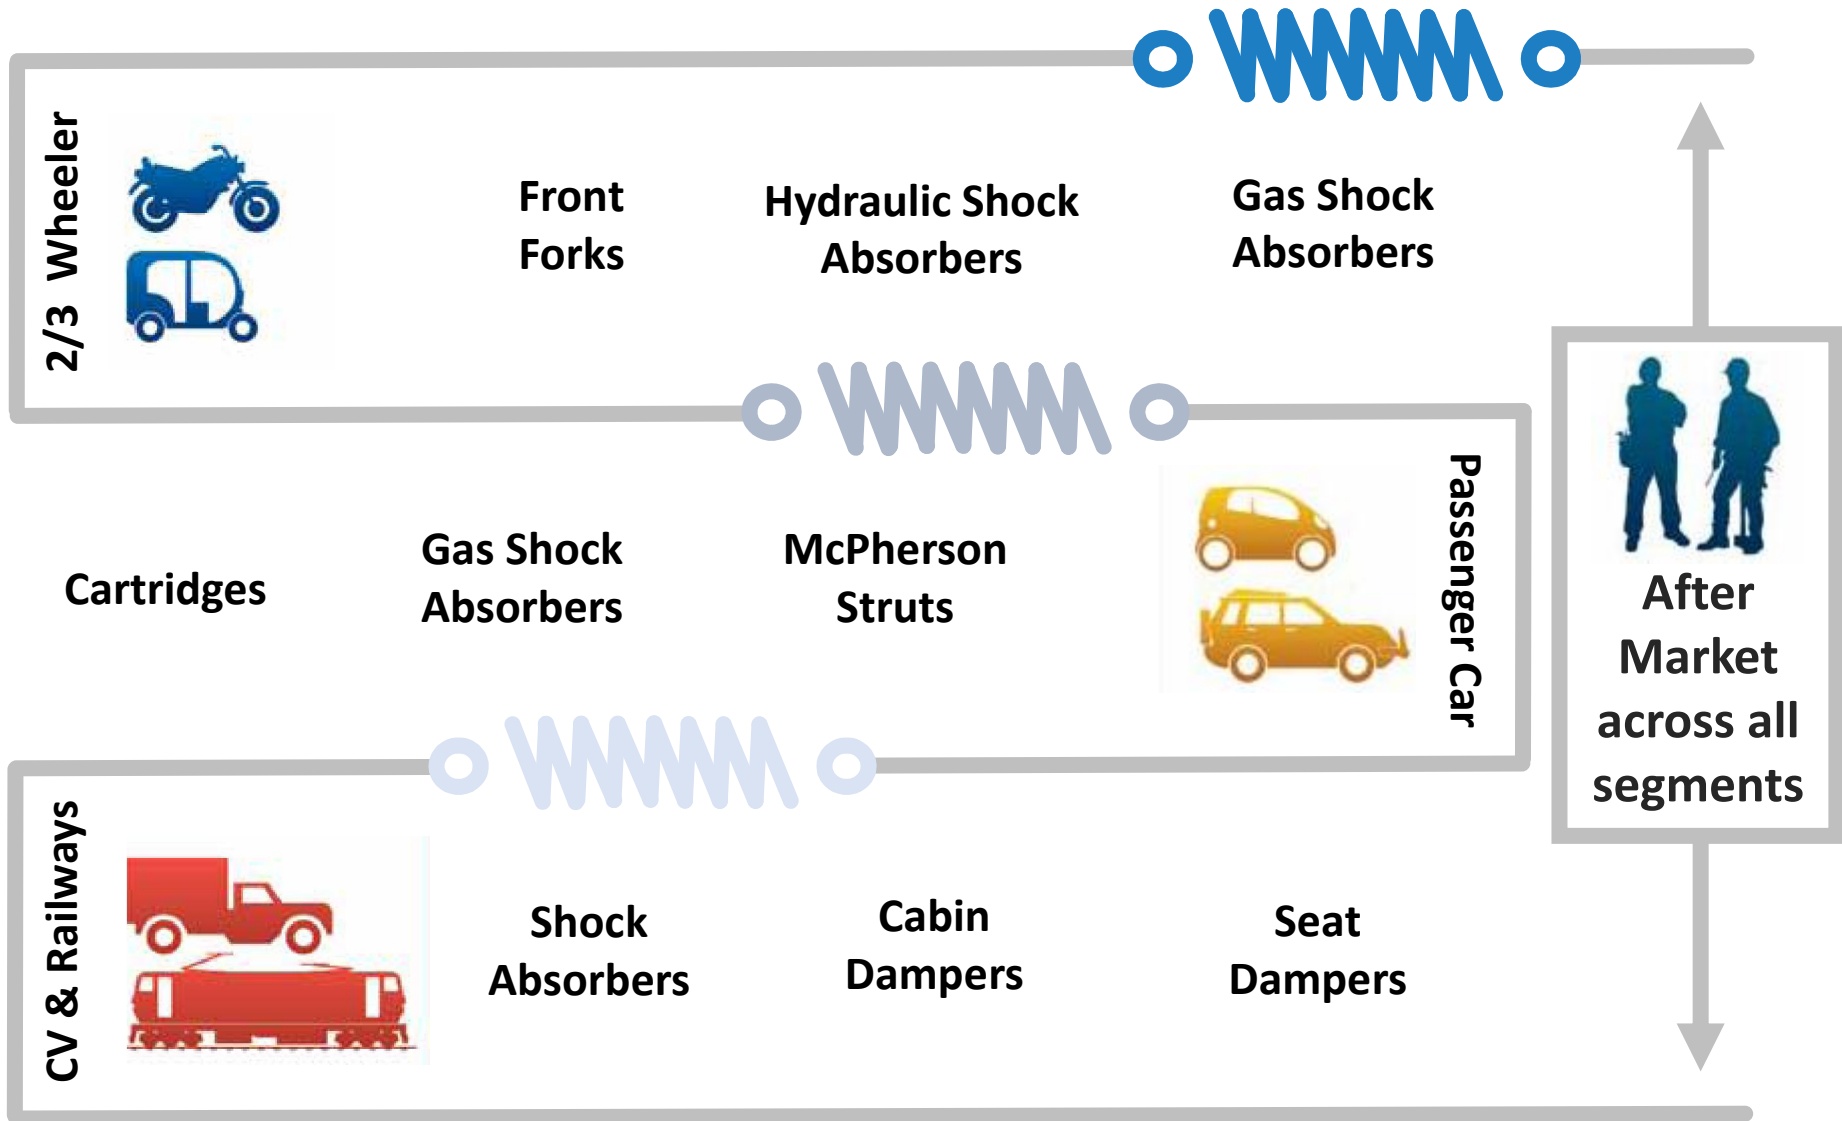 2/3 Wheeler
Front
Forks
Hydraulic Shock
Absorbers
Gas Shock
Absorbers
Cartridges
Gas Shock
Absorbers
McPherson
Struts
Passenger Car
CV & Railways
Shock
Absorbers
Cabin
Dampers
Seat
Dampers
After
Market
across all
segments